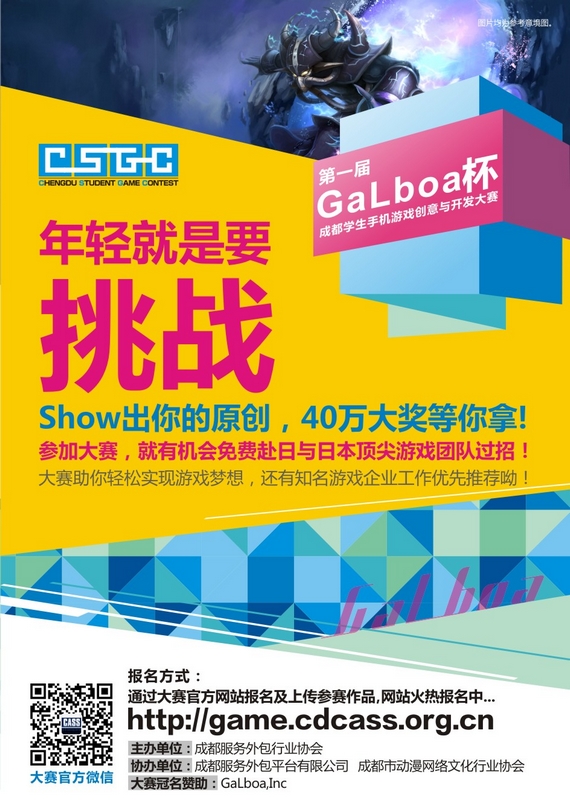 图片均为参考意境图。
CSGC
CHENGDU STUDENT GAME CONTEST
第一届
GaLboa杯
成都学生手机游戏创意与开发大赛
年轻就是要
挑战
Show出你的原创，40万大奖等你拿!
参加大赛，就有机会免费赴日与日本顶尖游戏团队过招！
大赛助你轻松实现游戏梦想，还有知名游戏企业工作优先推荐呦！
Gal boa
报名方式：
通过大赛官方网站报名及上传参赛作品,网站火热报名中...
http://game.cdcass.org.cn
CASS
主办单位：成都服务外包行业协会
协办单位：成都服务外包平台有限公司 成都市动漫网络文化行业协会
大赛官方微信
大赛冠名赞助：GaLboa,Inc